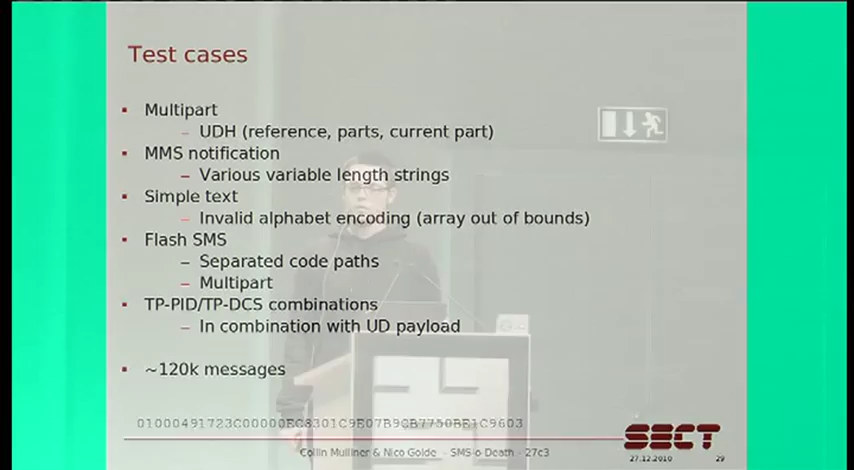 Test cases
Multipart
– UDH (reference, parts, current part)
MMS notification
– Various variable length strings
Simple text
– Invalid alphabet encoding (array out of bounds)
Flash SMS
– Separated code paths
– Multipart
TP-PID/TP-DCS combinations
– In combination with UD payload
~120k messages
01000491723C00000EC8301C9E07B9CB7750BE1C9603
SECT
Collin Mulliner & Nico Golde - SMS-o-Death - 27c3
27.12.2010
29